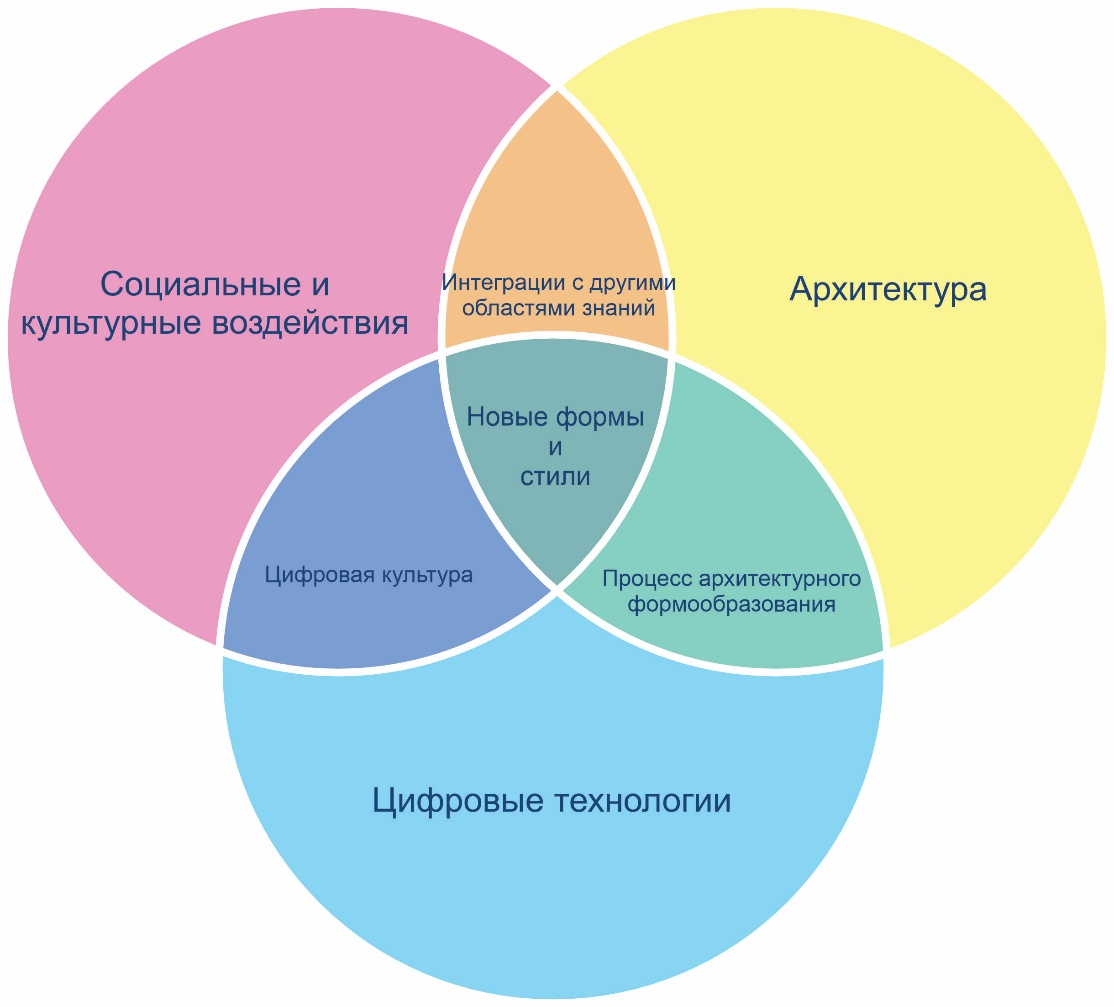 Социальные и
культурные воздействия
Интеграции с другими
областями знаний
Архитектура
Новые формы
и
стили
Цифровая культура
Процесс архитектурного
формообразования
Цифровые технологии